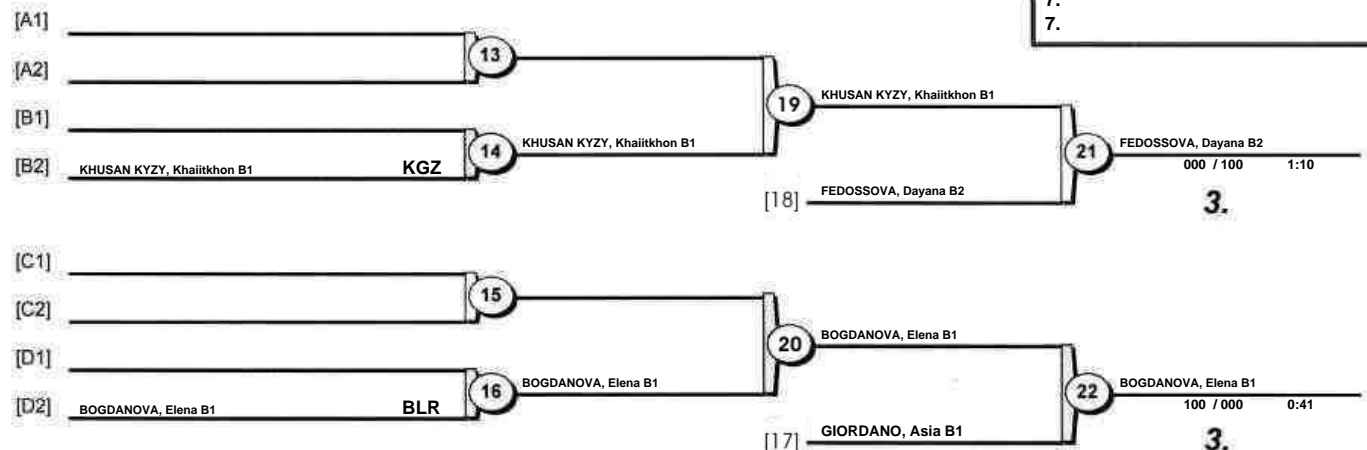 7.
7.
[A1]
13
[A2]
KHUSAN KYZY, Khaiitkhon B1
19
[B1]
KHUSAN KYZY, Khaiitkhon B1
14
FEDOSSOVA, Dayana B2
21
[B2]
KHUSAN KYZY, Khaiitkhon B1 KGZ
000 / 100 1:10
[18] FEDOSSOVA, Dayana B2
3.
[C1]
15
[C2]
BOGDANOVA, Elena B1
20
[D1]
BOGDANOVA, Elena B1
16
BOGDANOVA, Elena B1
22
[D2]
BOGDANOVA, Elena B1 BLR
100 / 000 0:41
[17] GIORDANO, Asia B1
3.